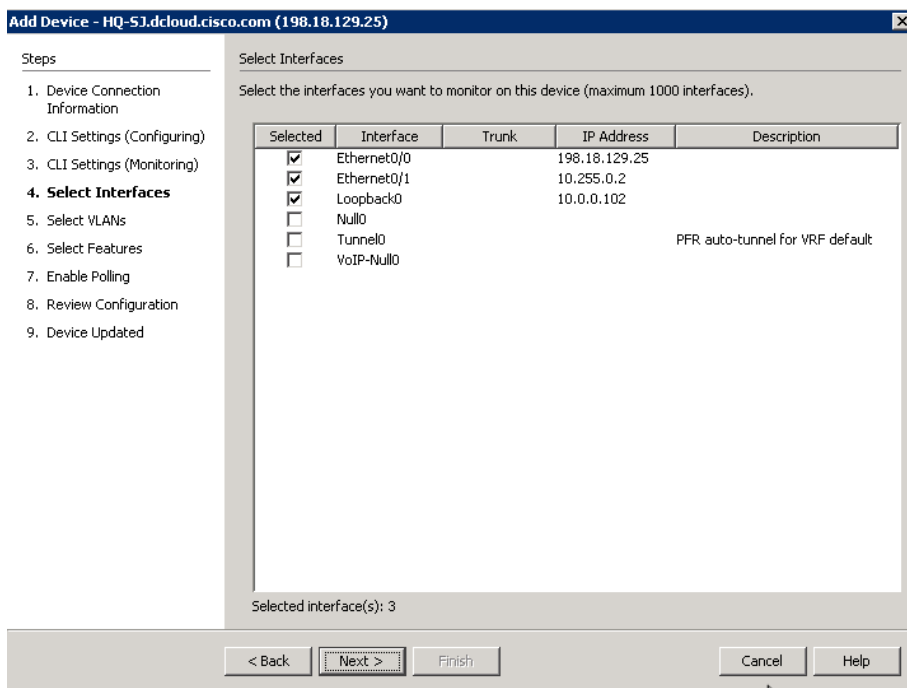 Add Device - HQ-SJ.dcloud.cisco.com (198.18.129.25)
Steps
1. Device Connection
Information
2. CLI Settings (Configuring)
3. CLI Settings (Monitoring)
4. Select Interfaces
5. Select VLANs
6. Select Features
7. Enable Polling
8. Review Configuration
9. Device Updated
Select Interfaces
Select the interfaces you want to monitor on this device (maximum 1000 interfaces).
Selected Interface Trunk IP Address Description
Ethernet0/0 198.18.129.25
Ethernet0/1 10.255.0.2
Loopback0 10.0.0.102
Null0
Tunnel0 PFR auto-tunnel for VRF default
VoIP-Null0
Selected interface(s): 3
< Back Next > Finish Cancel Help